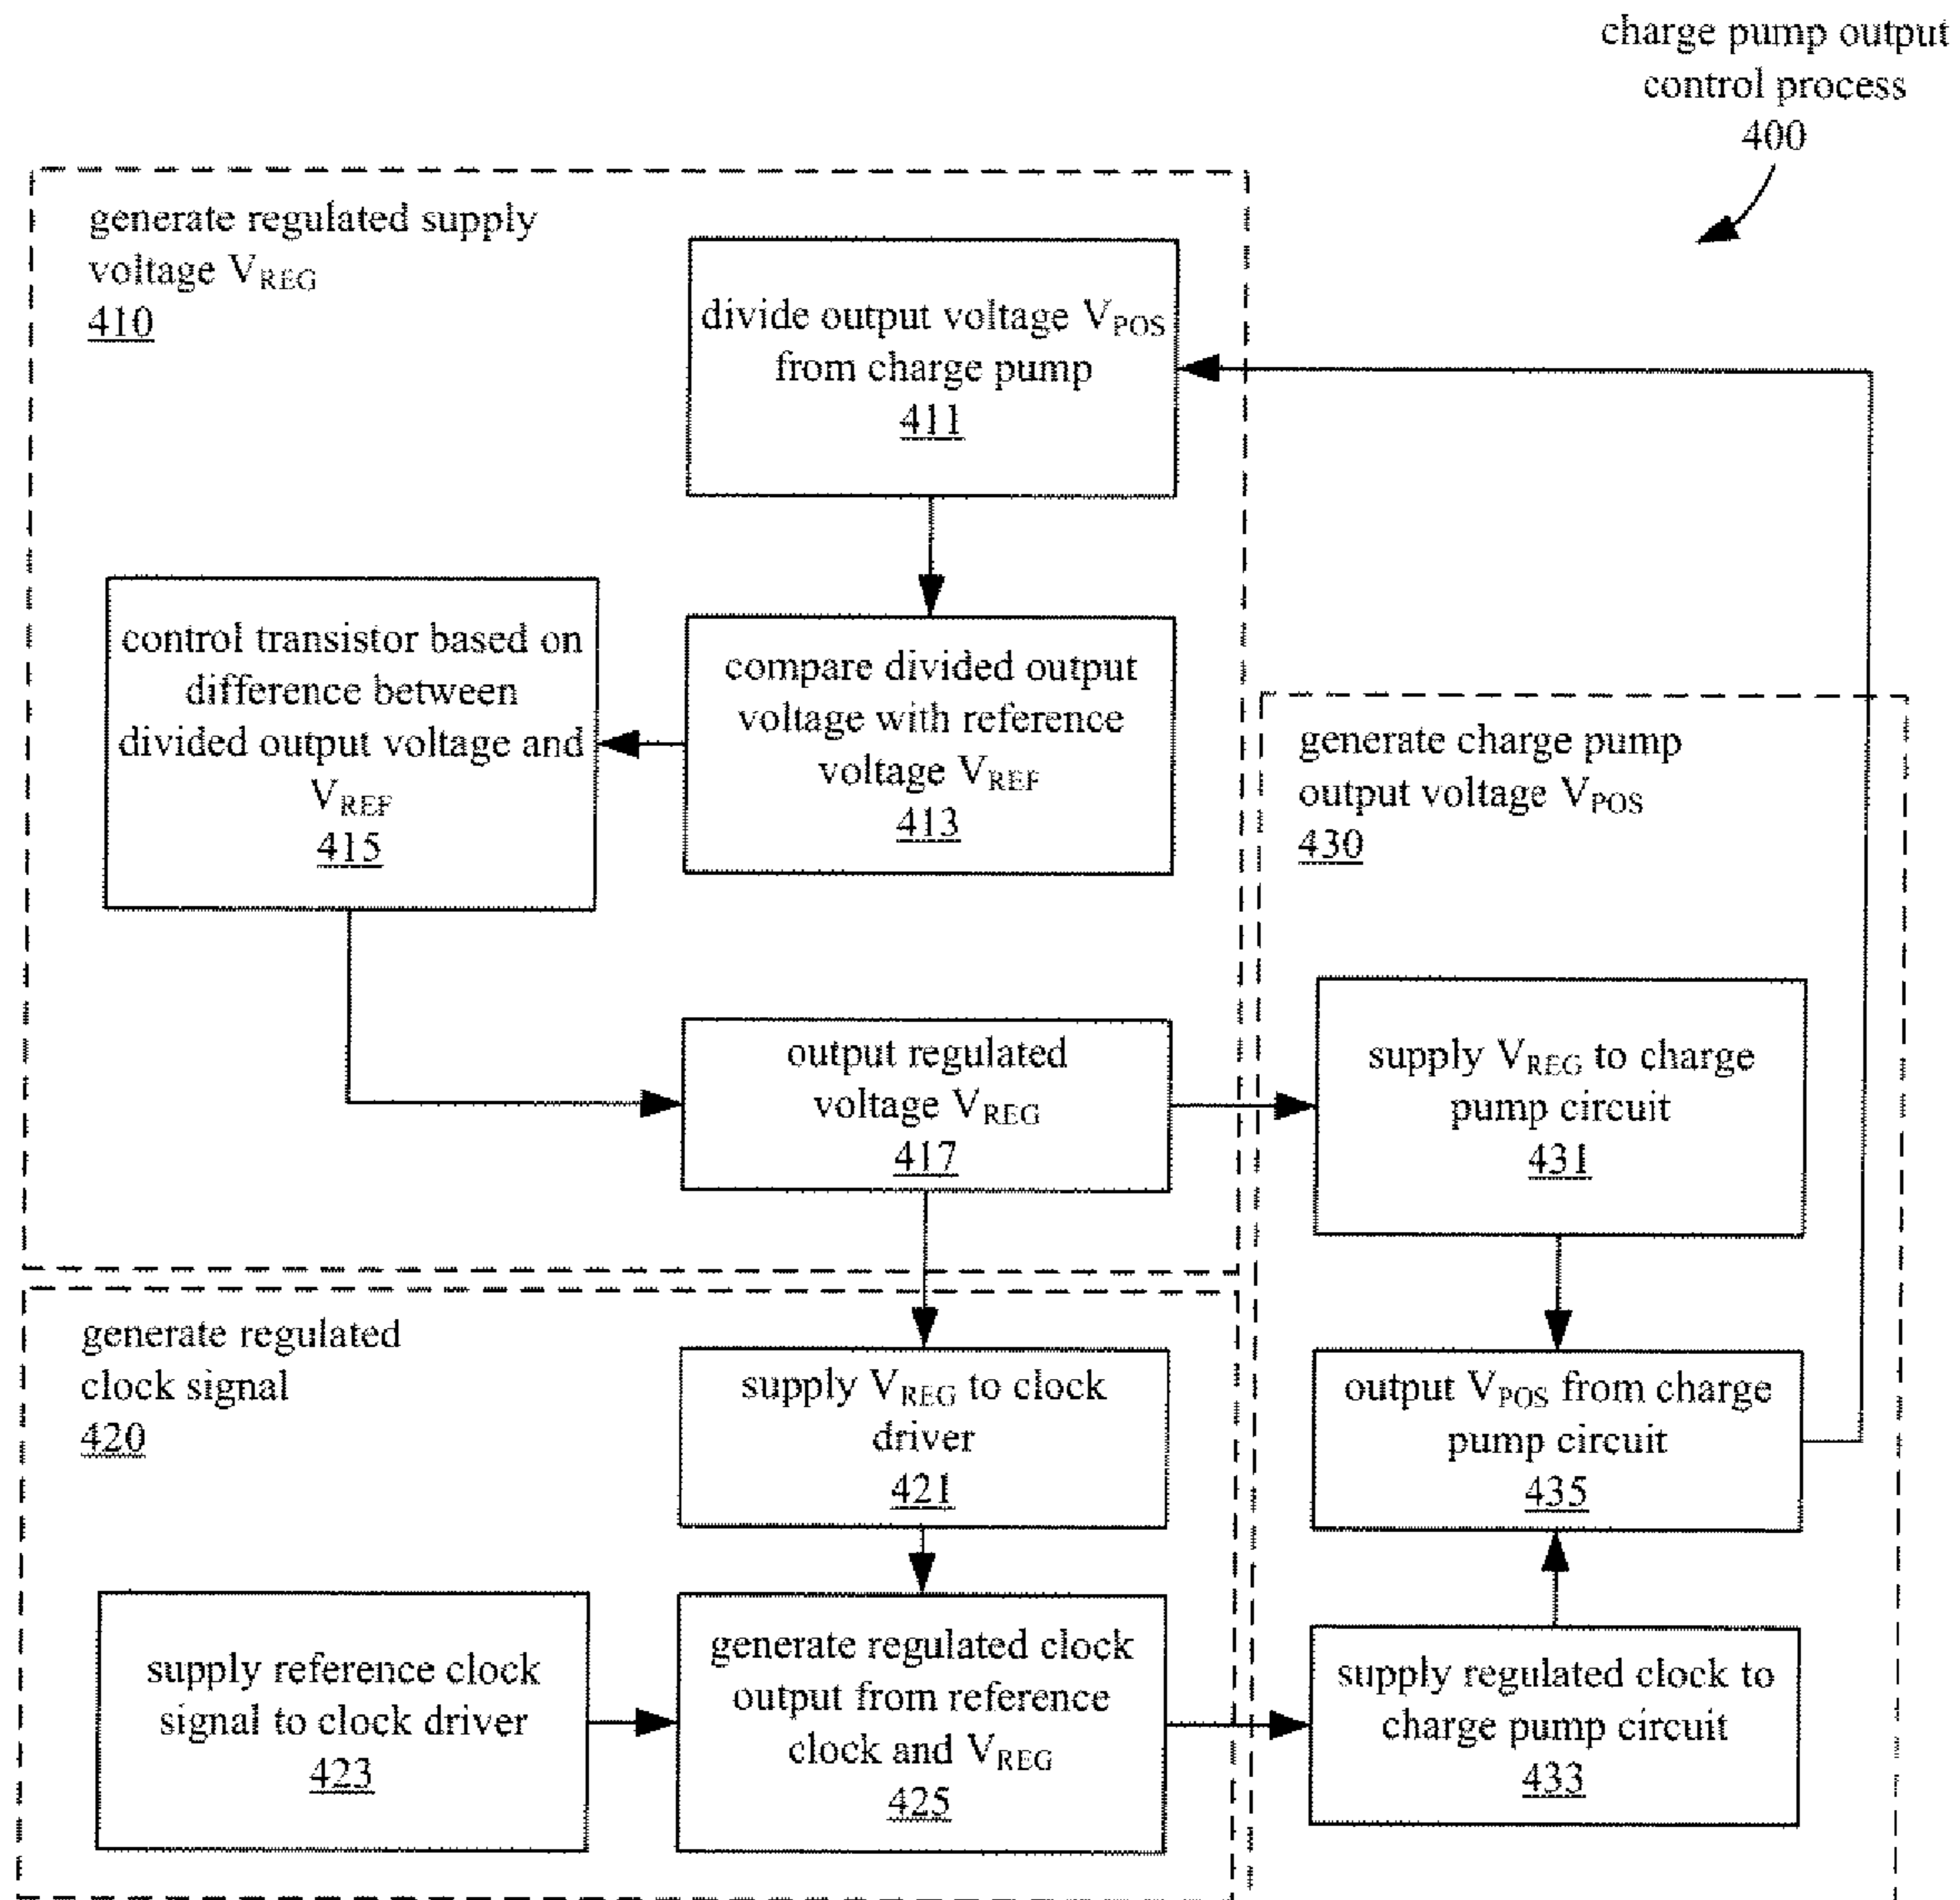 charge pump output
control process
400
generate regulated supply
voltage VREG
410
divide output voltage VPOS
from charge pump
411
control transistor based on
difference between
divided output voltage and
VREF
415
compare divided output
voltage with reference
voltage VREF
413
generate charge pump
output voltage VPOS
430
output regulated
voltage VREG
417
supply VREG to charge
pump circuit
431
generate regulated
clock signal
420
supply VREG to clock
driver
421
output VPOS from charge
pump circuit
435
supply reference clock
signal to clock driver
423
generate regulated clock
output from reference
clock and VREG
425
supply regulated clock to
charge pump circuit
433